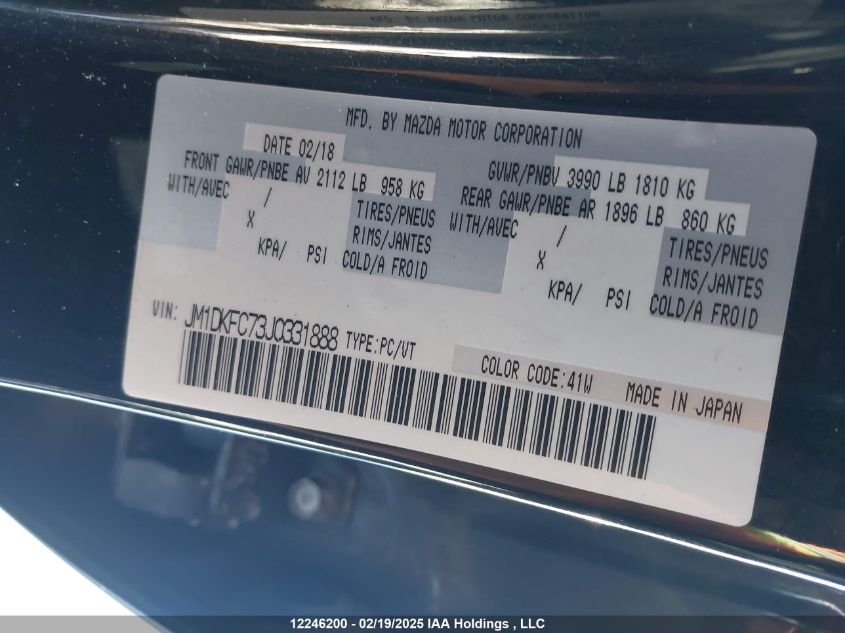 MFD. BY MAZDA MOTOR CORPORATION
DATE 02/18
GVWR/PNBV 3990 LB 1810 KG
FRONT GAWR/PNBE AV 2112 LB 958 KG
REAR GAWR/PNBE AR 1896 LB 860 KG
WITH/AVEC / TIRES/PNEUS
WITH/AVEC / TIRES/PNEUS
X RIMS/JANTES
X RIMS/JANTES
KPA/ PSI COLD/A FROID
KPA/ PSI COLD/A FROID
VIN: JM1DKFC73J0331888 TYPE:PC/VT
COLOR CODE:41W MADE IN JAPAN
12246200 - 02/19/2025 IAA Holdings , LLC